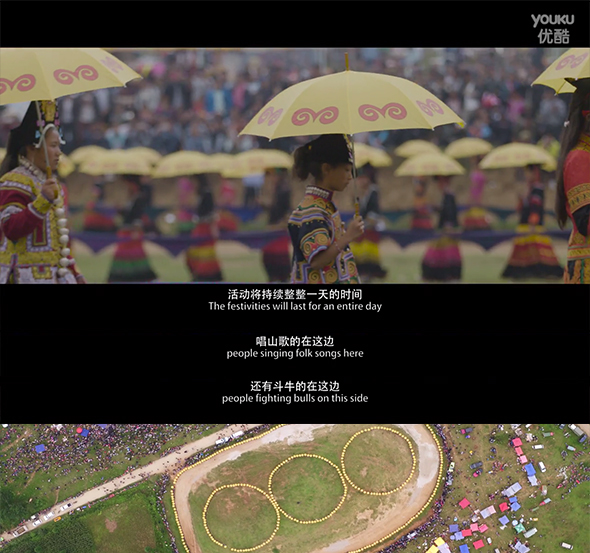 YOUKU
优酷
活动将持续整整一天的时间
The festivities will last for an entire day
唱山歌的在这边
people singing folk songs here
还有斗牛的在这边
people fighting bulls on this side